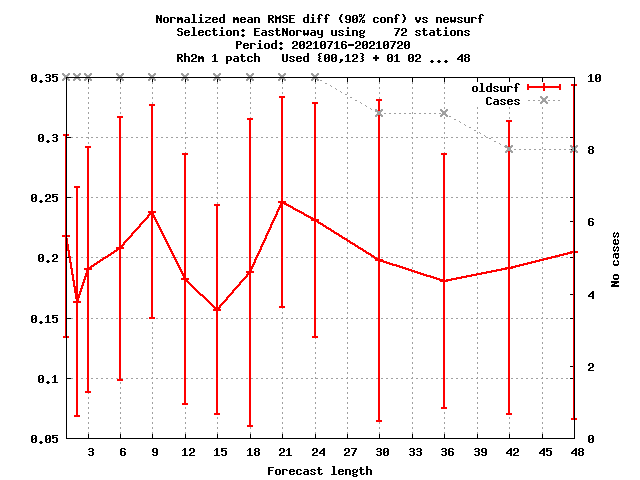 Normalized mean RMSE diff (90% conf) vs newsurf
Selection: EastNorway using    72 stations
Period: 20210716-20210720
Rh2m 1 patch   Used {00,12} + 01 02 ... 48
oldsurf
Cases
0.35
0.3
0.25
0.2
0.15
0.1
0.05
10
8
6
4
2
0
No cases
3 6 9 12 15 18 21 24 27 30 33 36 39 42 45 48
Forecast length